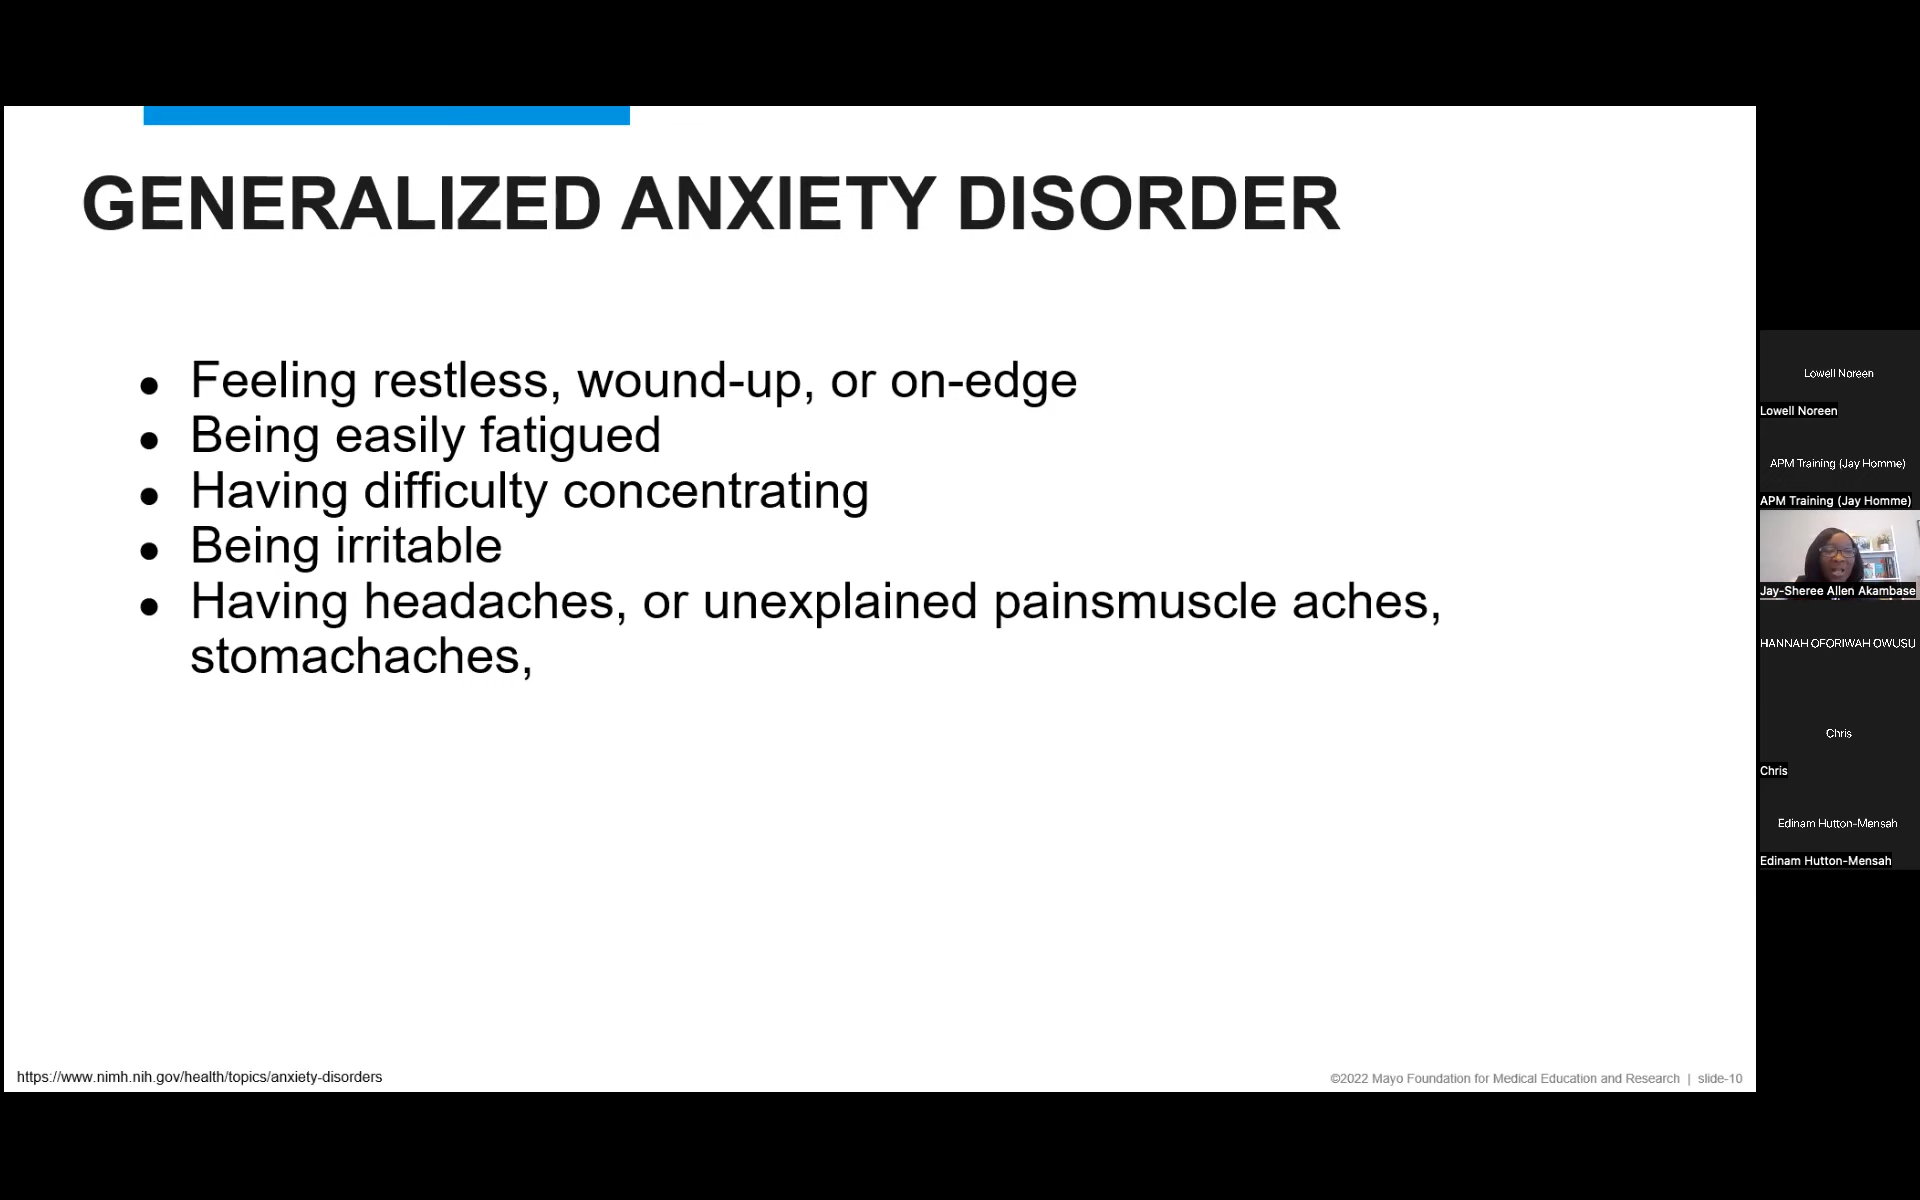 GENERALIZED ANXIETY DISORDER
● Feeling restless, wound-up, or on-edge
● Being easily fatigued
● Having difficulty concentrating
● Being irritable
● Having headaches, or unexplained painsmuscle aches,
stomachaches,
https://www.nimh.nih.gov/health/topics/anxiety-disorders
©2022 Mayo Foundation for Medical Education and Research | slide-10
Lowell Noreen
Lowell Noreen
APM Training (Jay Homme)
APM Training (Jay Homme)
Jay-Sheree Allen Akambase
HANNAH OFORIWAH OWUSU
Chris
Chris
Edinam Hutton-Mensah
Edinam Hutton-Mensah